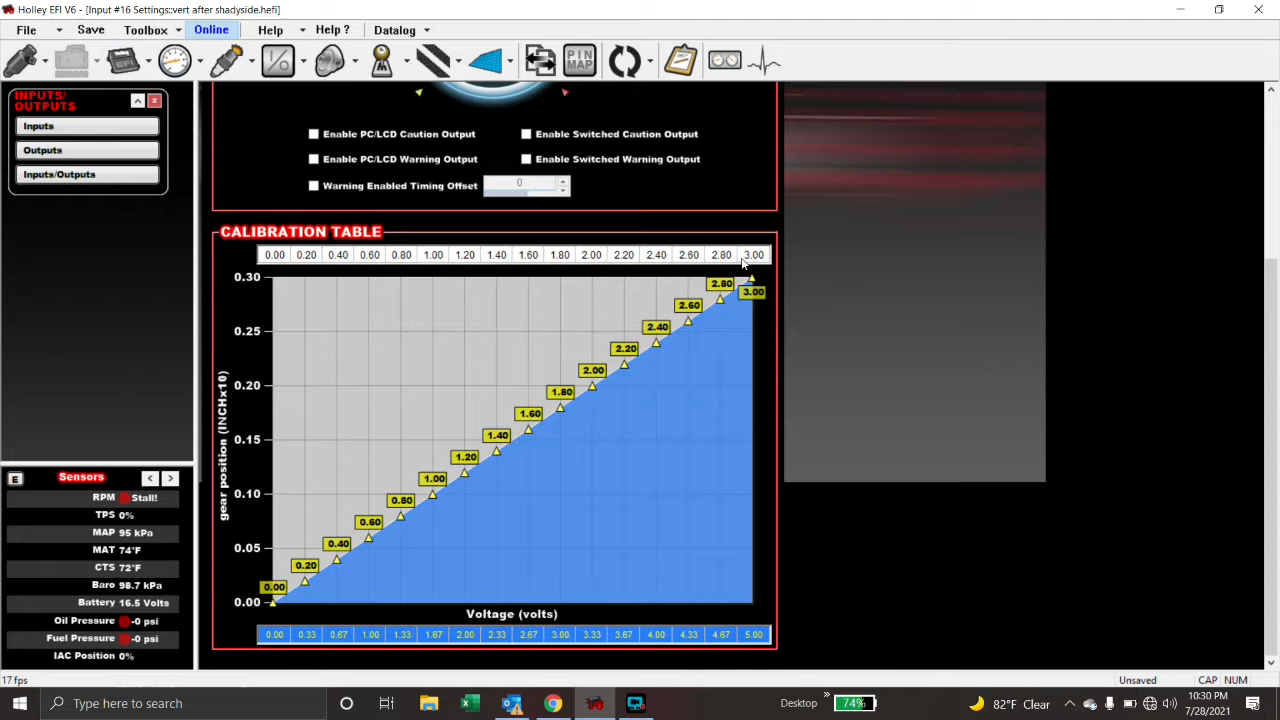 Holley EFI V6 - [Input #16 Settings::vert after shadyside.hefi]
File Save Toolbox Online Help Help ? Datalog
EFI I/O PIN MAP
INPUTS/
OUTPUTS
Inputs
Outputs
Inputs/Outputs
Enable PC/LCD Caution Output Enable Switched Caution Output
Enable PC/LCD Warning Output Enable Switched Warning Output
Warning Enabled Timing Offset 0
CALIBRATION TABLE
0.00 0.20 0.40 0.60 0.80 1.00 1.20 1.40 1.60 1.80 2.00 2.20 2.40 2.60 2.80 3.00
gear position (INCHx10)
0.30
0.25
0.20
0.15
0.10
0.05
0.00
0.00 0.20 0.40 0.60 0.80 1.00 1.20 1.40 1.60 1.80 2.00 2.20 2.40 2.60 2.80 3.00
Voltage (volts)
0.00 0.33 0.67 1.00 1.33 1.67 2.00 2.33 2.67 3.00 3.33 3.67 4.00 4.33 4.67 5.00
E Sensors < >
RPM Stall!
TPS 0%
MAP 95 kPa
MAT 74°F
CTS 72°F
Baro 98.7 kPa
Battery 16.5 Volts
Oil Pressure -0 psi
Fuel Pressure -0 psi
IAC Position 0%
17 fps Unsaved CAP NUM
Type here to search Desktop » 74% 82°F Clear 10:30 PM
7/28/2021